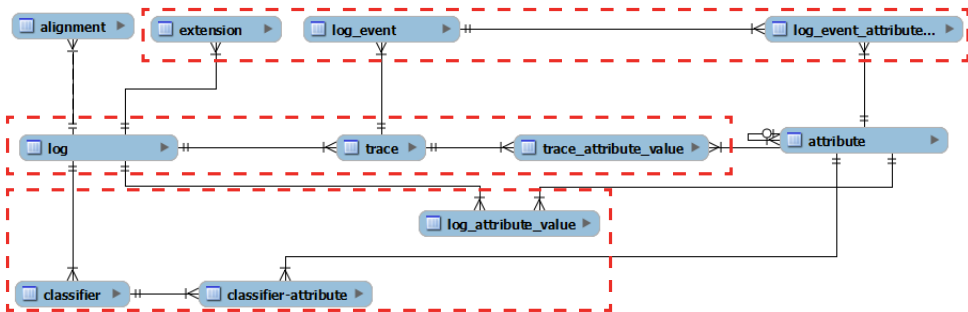 alignment
extension
log_event
log_event_attribute...
log
trace
trace_attribute_value
attribute
log_attribute_value
classifier
classifier-attribute